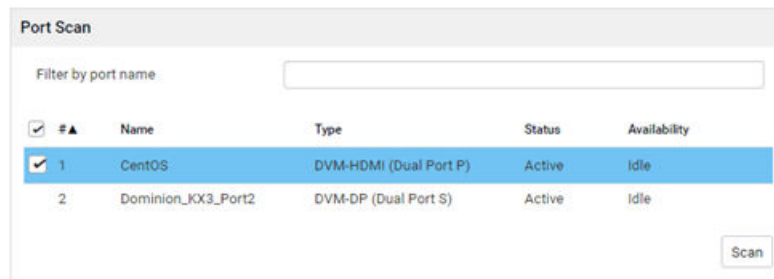 Port Scan
Filter by port name
#▲ Name Type Status Availability
1 CentOS DVM-HDMI (Dual Port P) Active Idle
2 Dominion_KX3_Port2 DVM-DP (Dual Port S) Active Idle
Scan